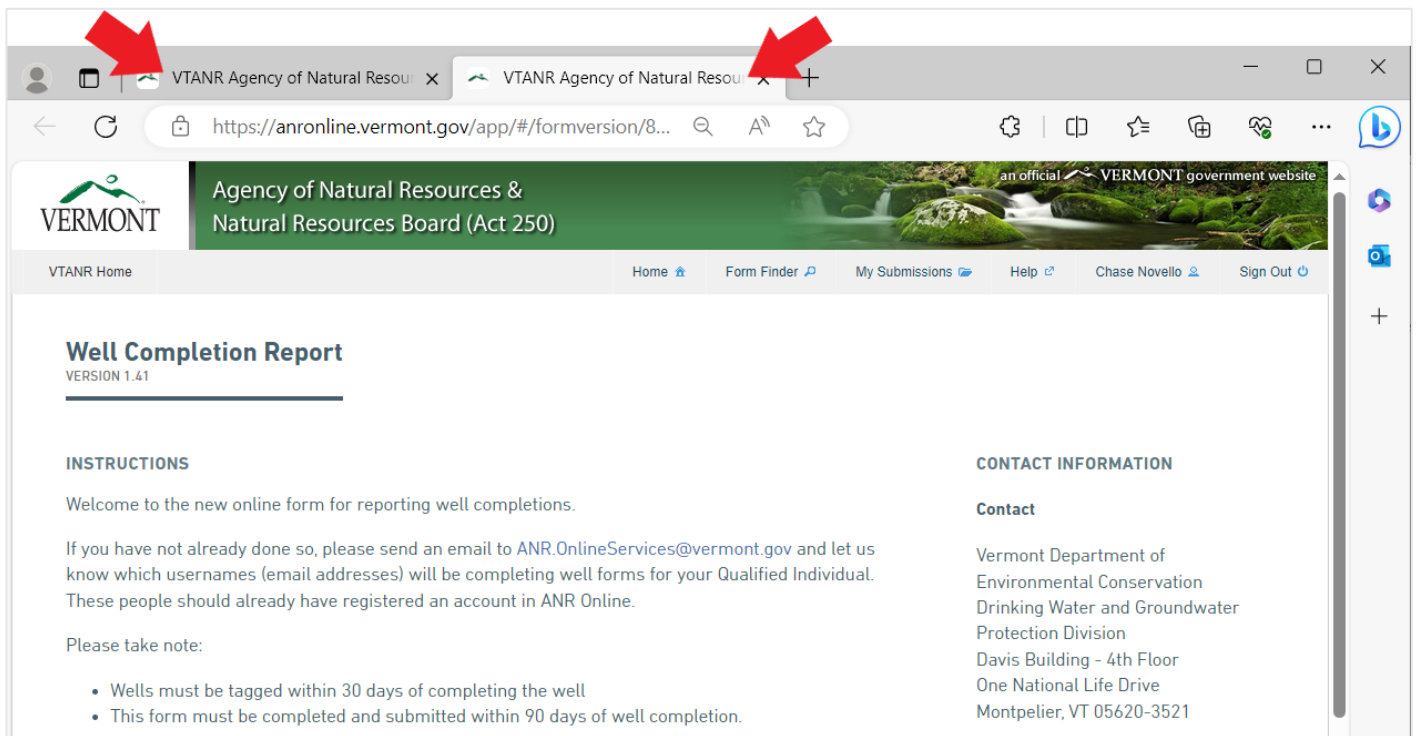 VTANR Agency of Natural Resour
VTANR Agency of Natural Resour
https://anronline.vermont.gov/app/#/formversion/8...
VERMONT
Agency of Natural Resources &
Natural Resources Board (Act 250)
an official VERMONT government website
VTANR Home
Home
Form Finder
My Submissions
Help
Chase Novello
Sign Out
Well Completion Report
VERSION 1.41
INSTRUCTIONS
Welcome to the new online form for reporting well completions.
If you have not already done so, please send an email to ANR.OnlineServices@vermont.gov and let us
know which usernames (email addresses) will be completing well forms for your Qualified Individual.
These people should already have registered an account in ANR Online.
Please take note:
• Wells must be tagged within 30 days of completing the well
• This form must be completed and submitted within 90 days of well completion.
CONTACT INFORMATION
Contact
Vermont Department of
Environmental Conservation
Drinking Water and Groundwater
Protection Division
Davis Building - 4th Floor
One National Life Drive
Montpelier, VT 05620-3521